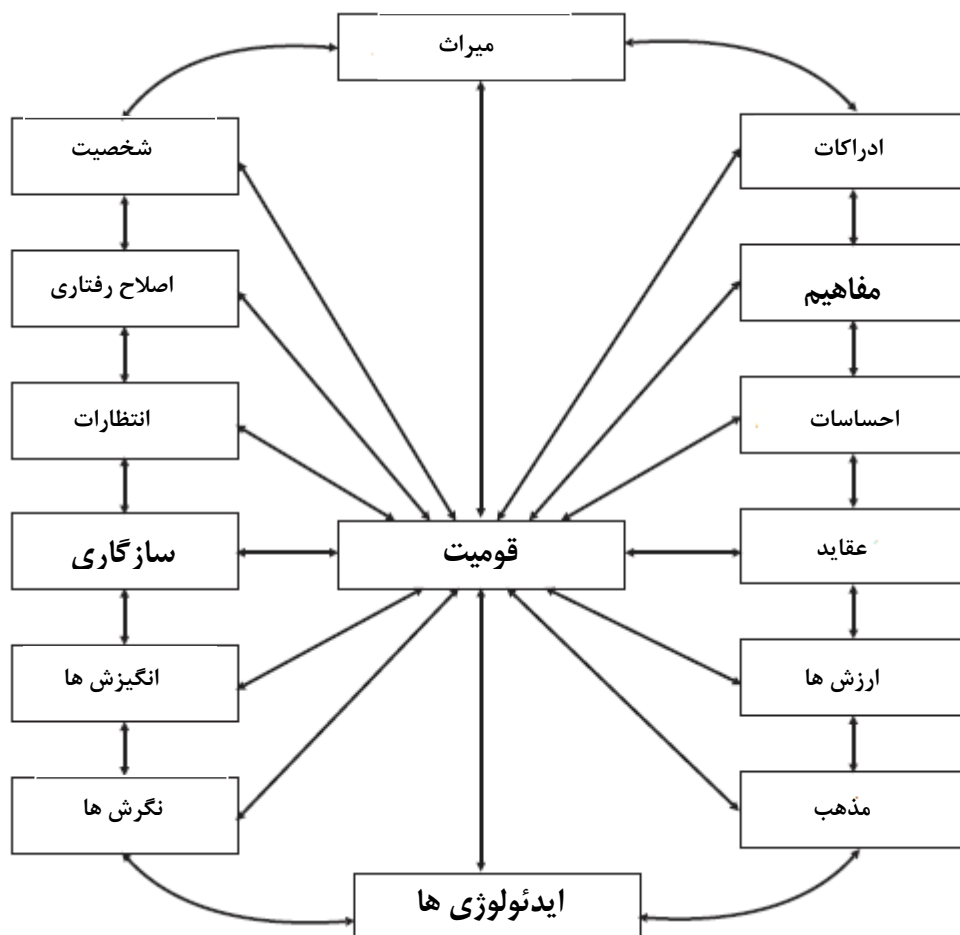 میراث
ادراکات
شخصیت
مفاهیم
اصلاح رفتاری
احساسات
انتظارات
عقاید
قومیت
سازگاری
ارزش ها
انگیزش ها
مذهب
نگرش ها
ایدئولوژی ها